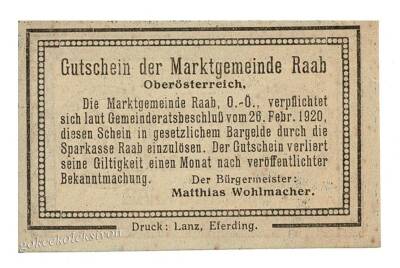 Gutschein der Marktgemeinde Raab
Oberösterreich,
Die Marktgemeinde Raab, O.-Ö., verpflichtet
sich laut Gemeinderatsbeschluß vom 26. Febr. 1920,
diesen Schein in gesetzlichem Bargelde durch die
Sparkasse Raab einzulösen. Der Gutschein verliert
seine Giltigkeit einen Monat nach veröffentlichter
Bekanntmachung. Der Bürgermeister:
Matthias Wohlmacher.
Druck: Lanz, Eferding.
gokcekoleksiyon